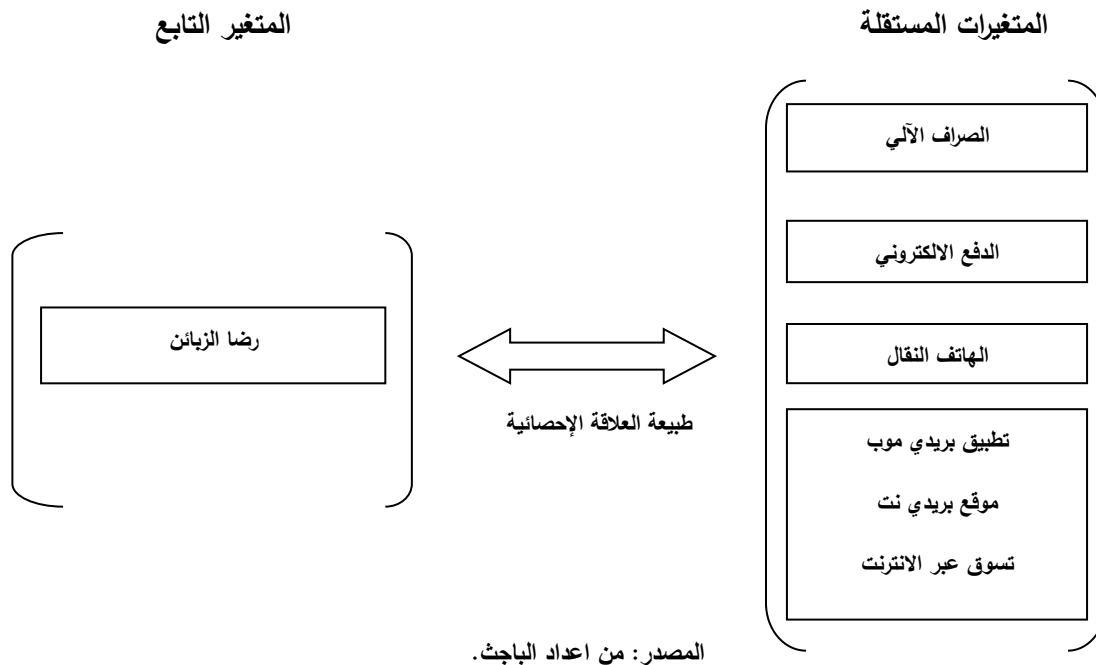 المتغيرات المستقلة
المتغير التابع
الصراف الآلي
الدفع الالكتروني
الهاتف النقال
رضا الزبائن
طبيعة العلاقة الإحصائية
تطبيق بريدي موب
موقع بريدي نت
تسوق عبر الانترنت
المصدر: من اعداد الباجث.